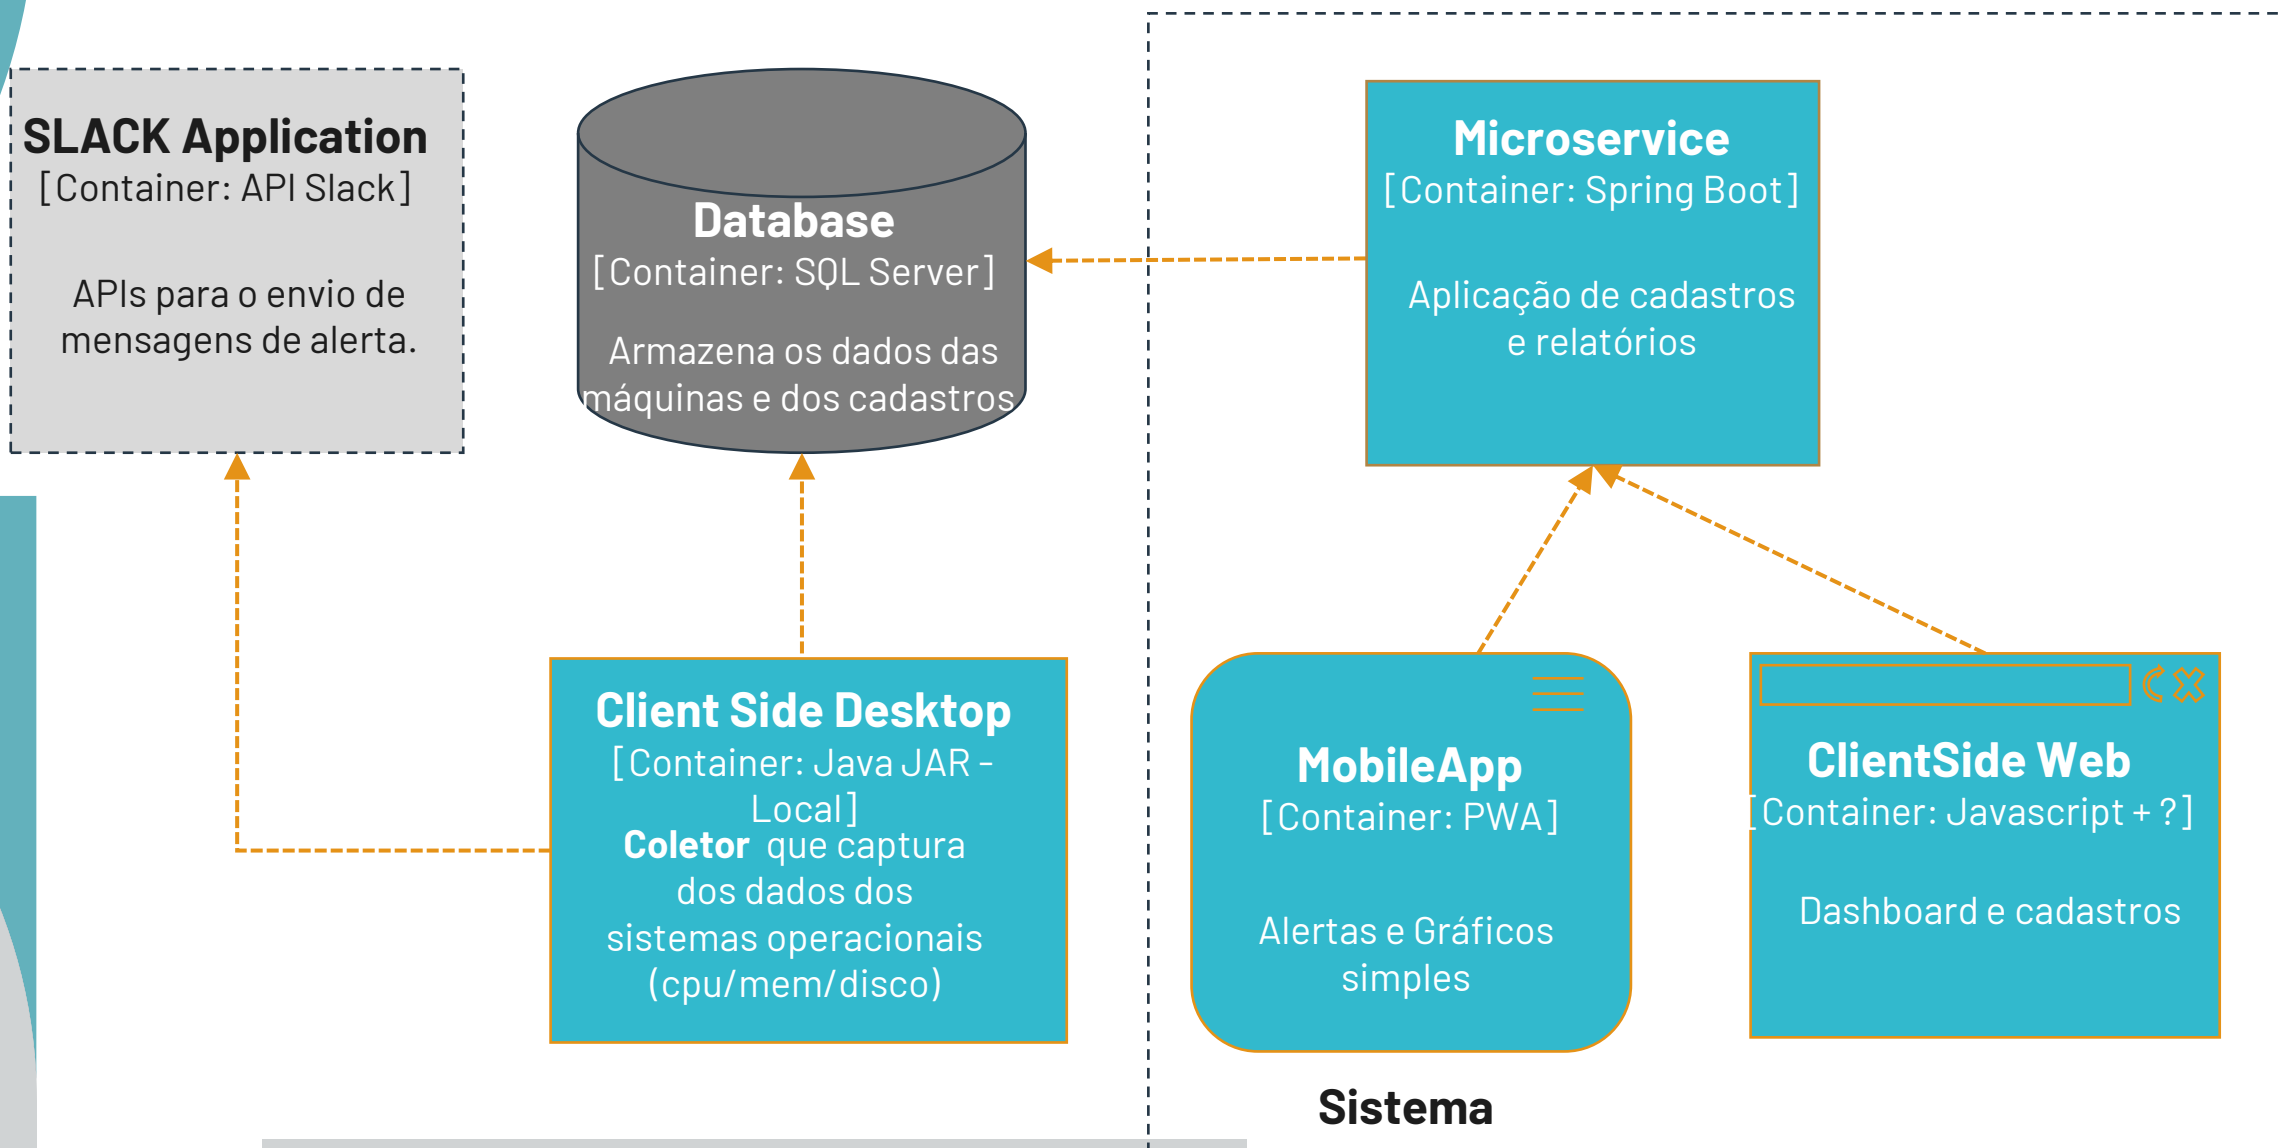 SLACK Application
[Container: API Slack]
APIs para o envio de
mensagens de alerta.
Database
[Container: SQL Server]
Armazena os dados das
máquinas e dos cadastros
Microservice
[Container: Spring Boot]
Aplicação de cadastros
e relatórios
Client Side Desktop
[Container: Java JAR -
Local]
Coletor que captura
dos dados dos
sistemas operacionais
(cpu/mem/disco)
MobileApp
[Container: PWA]
Alertas e Gráficos
simples
ClientSide Web
[Container: Javascript + ?]
Dashboard e cadastros
Sistema